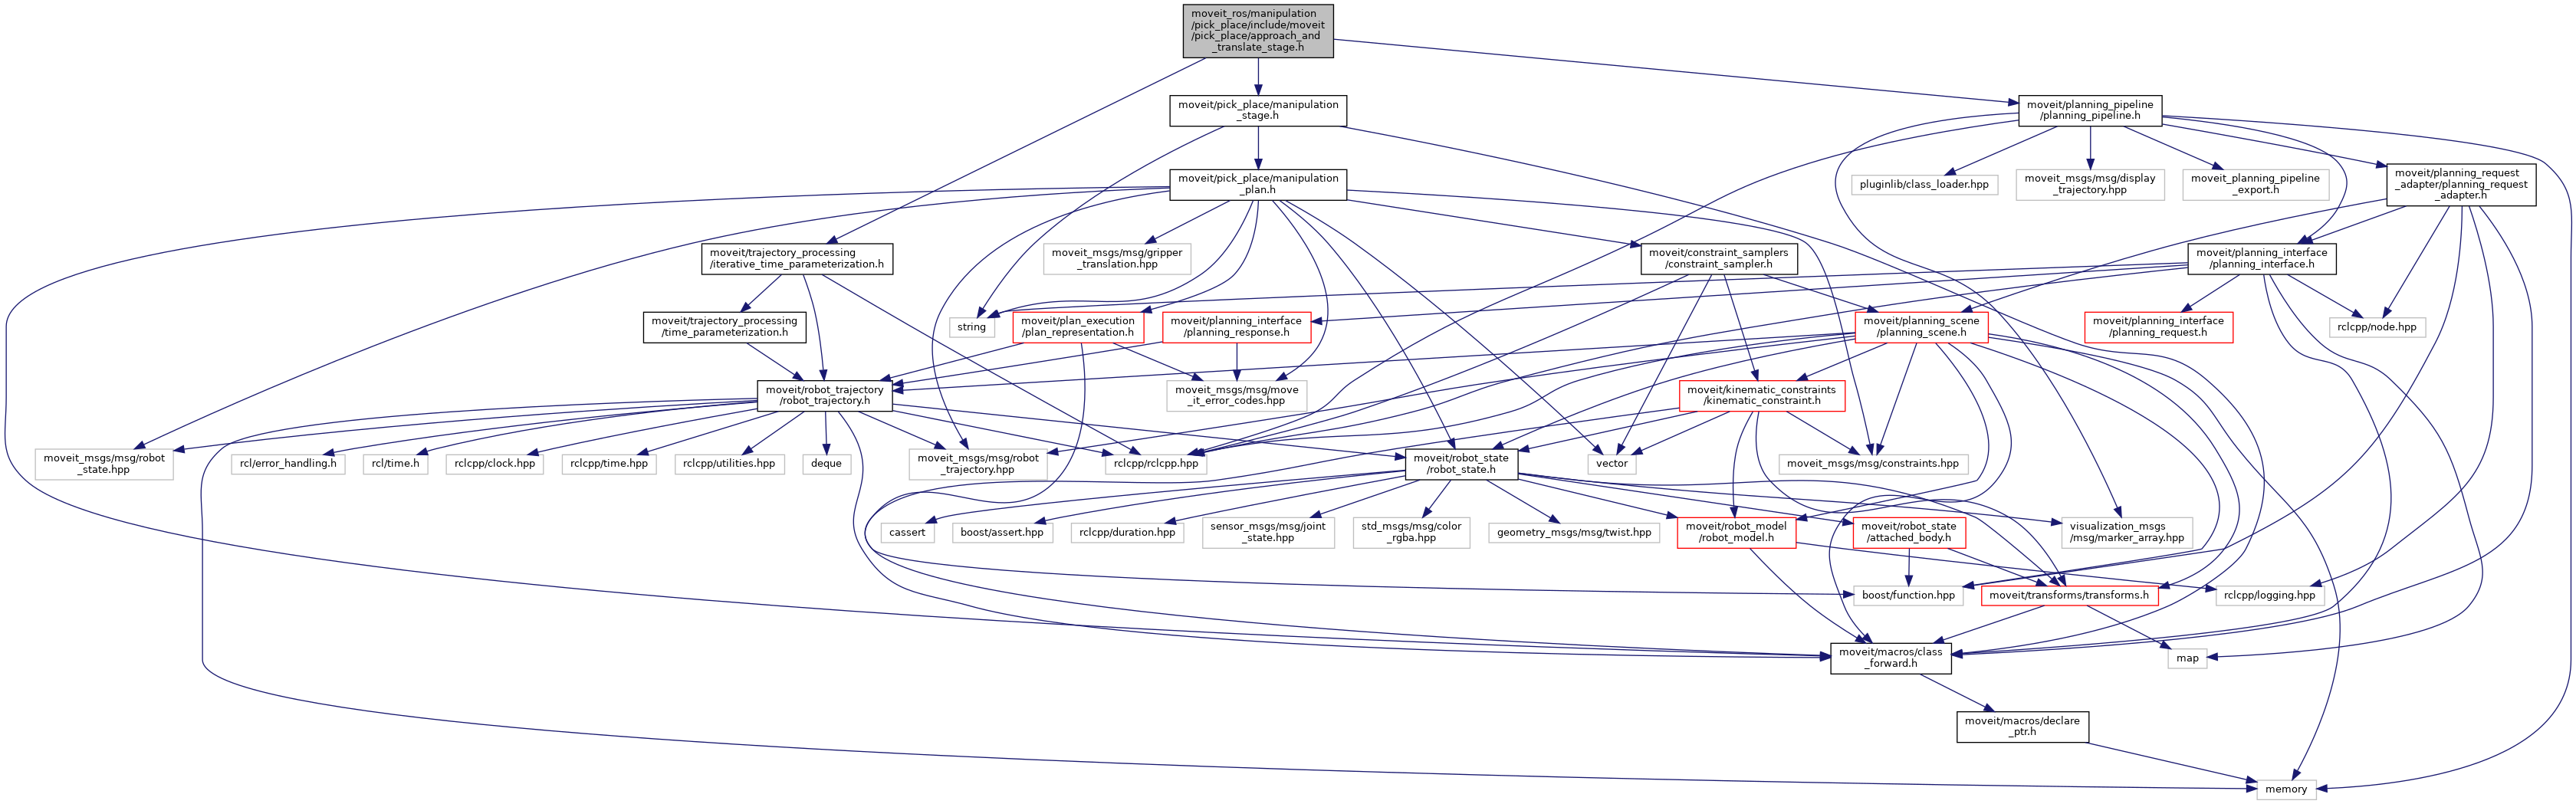 moveit_ros/manipulation
/pick_place/include/moveit
/pick_place/approach_and
_translate_stage.h
moveit/pick_place/manipulation
_stage.h
moveit/planning_pipeline
/planning_pipeline.h
moveit/pick_place/manipulation
_plan.h
pluginlib/class_loader.hpp
moveit_msgs/msg/display
_trajectory.hpp
moveit_planning_pipeline
_export.h
moveit/planning_request
_adapter/planning_request
_adapter.h
moveit/trajectory_processing
/iterative_time_parameterization.h
moveit_msgs/msg/gripper
_translation.hpp
moveit/constraint_samplers
/constraint_sampler.h
moveit/planning_interface
/planning_interface.h
moveit/trajectory_processing
/time_parameterization.h
string
moveit/plan_execution
/plan_representation.h
moveit/planning_interface
/planning_response.h
moveit/planning_scene
/planning_scene.h
moveit/planning_interface
/planning_request.h
rclcpp/node.hpp
moveit/robot_trajectory
/robot_trajectory.h
moveit_msgs/msg/move
_it_error_codes.hpp
moveit/kinematic_constraints
/kinematic_constraint.h
moveit_msgs/msg/robot
_state.hpp
rcl/error_handling.h
rcl/time.h
rclcpp/clock.hpp
rclcpp/time.hpp
rclcpp/utilities.hpp
deque
moveit_msgs/msg/robot
_trajectory.hpp
rclcpp/rclcpp.hpp
moveit/robot_state
/robot_state.h
vector
moveit_msgs/msg/constraints.hpp
cassert
boost/assert.hpp
rclcpp/duration.hpp
sensor_msgs/msg/joint
_state.hpp
std_msgs/msg/color
_rgba.hpp
geometry_msgs/msg/twist.hpp
moveit/robot_model
/robot_model.h
moveit/robot_state
/attached_body.h
visualization_msgs
/msg/marker_array.hpp
boost/function.hpp
moveit/transforms/transforms.h
rclcpp/logging.hpp
moveit/macros/class
_forward.h
map
moveit/macros/declare
_ptr.h
memory